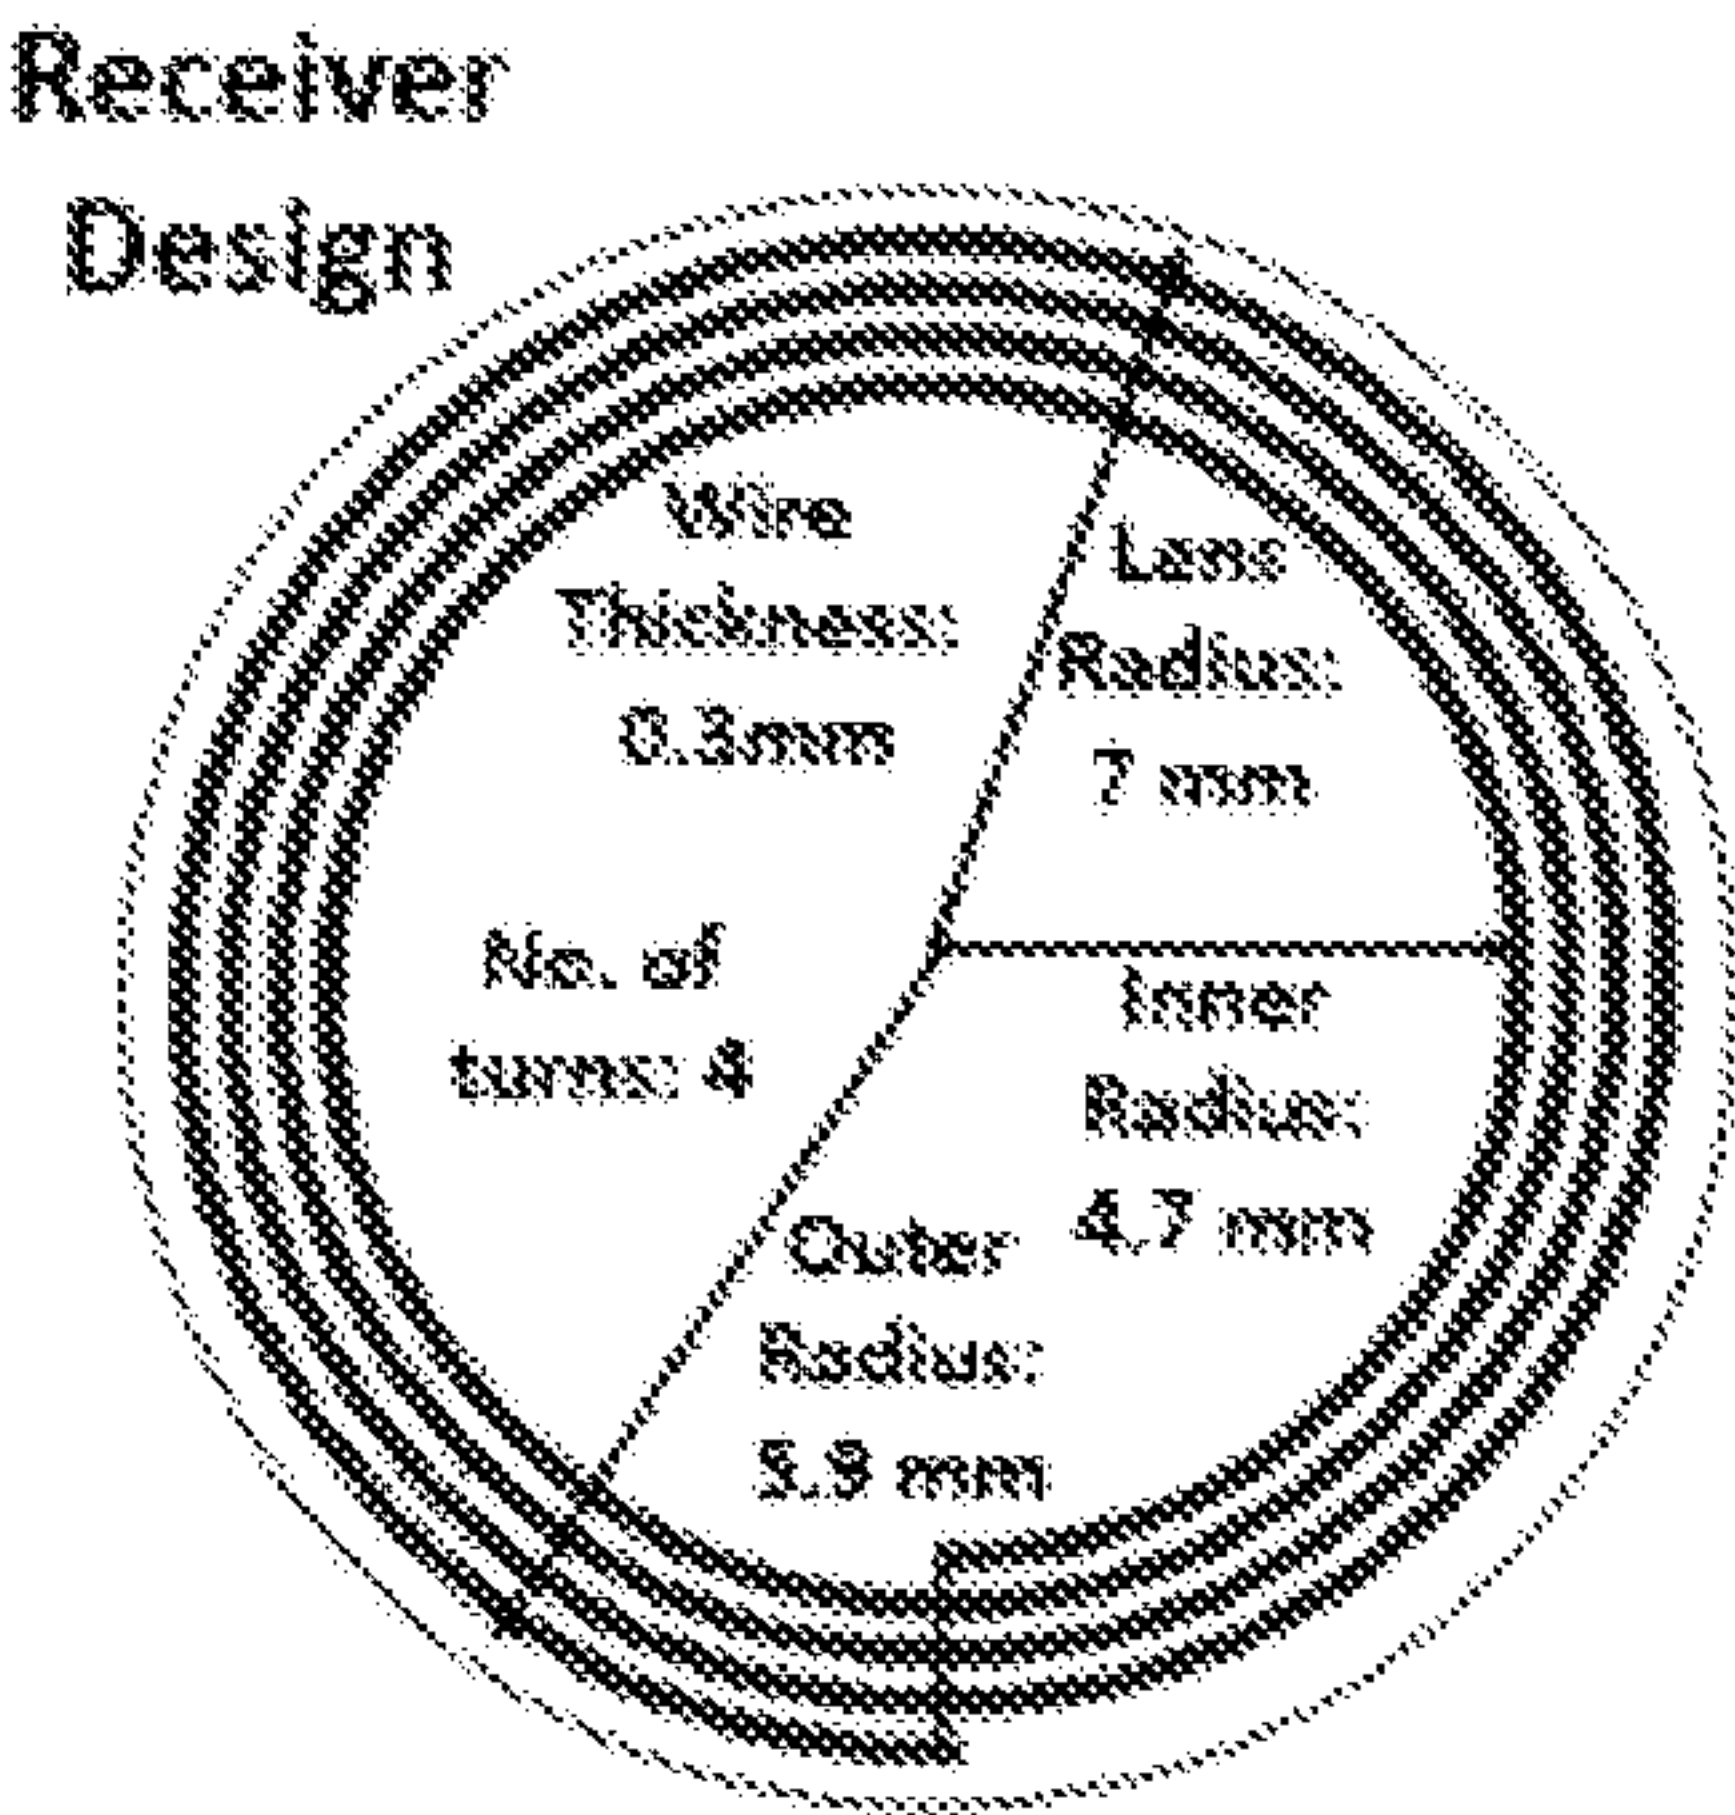 Receiver
Design
Wire
Thickness:
0.3mm
Lens
Radius:
7 mm
No. of
turns: 4
Inner
Radius:
4.7 mm
Outer
Radius:
5.9 mm